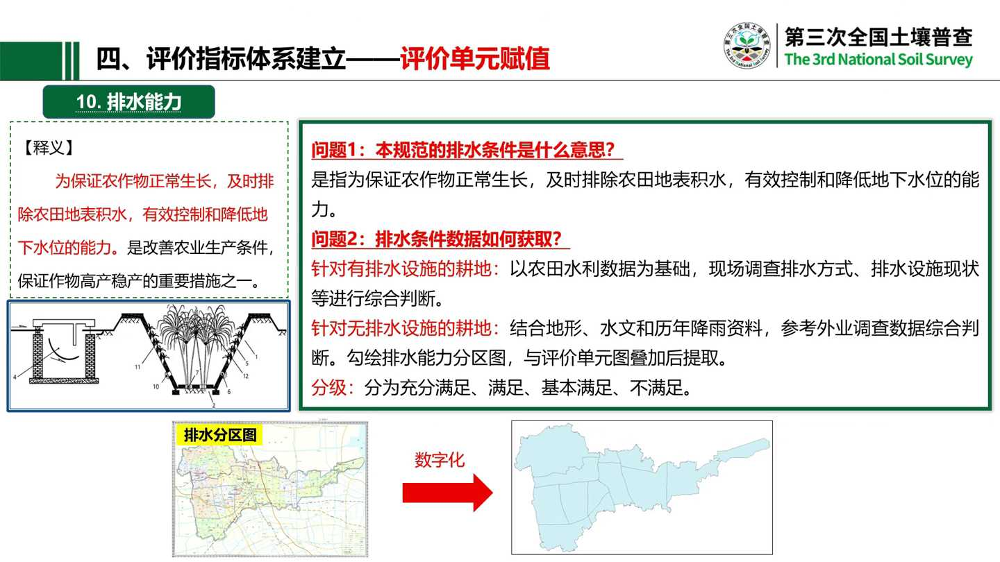 四、评价指标体系建立——评价单元赋值
第三次全国土壤普查
The 3rd National Soil Survey
10. 排水能力
【释义】
为保证农作物正常生长，及时排
除农田地表积水，有效控制和降低地
下水位的能力。是改善农业生产条件，
保证作物高产稳产的重要措施之一。
问题1：本规范的排水条件是什么意思？
是指为保证农作物正常生长，及时排除农田地表积水，有效控制和降低地下水位的能
力。
问题2：排水条件数据如何获取？
针对有排水设施的耕地：以农田水利数据为基础，现场调查排水方式、排水设施现状
等进行综合判断。
针对无排水设施的耕地：结合地形、水文和历年降雨资料，参考外业调查数据综合判
断。勾绘排水能力分区图，与评价单元图叠加后提取。
分级：分为充分满足、满足、基本满足、不满足。
4
11
10
7
2
6
12
5
1
排水分区图
数字化